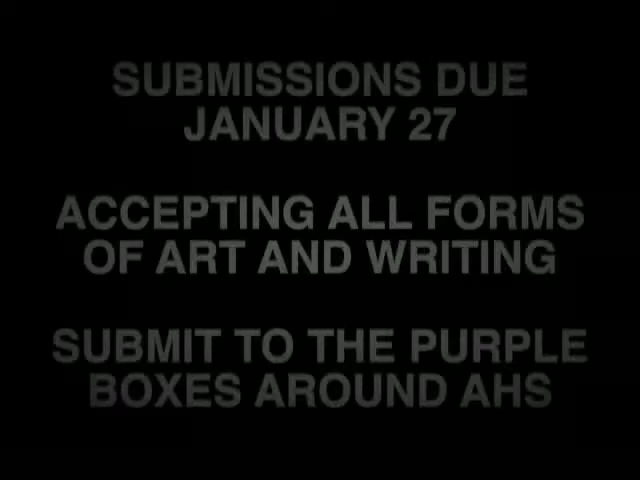 SUBMISSIONS DUE
JANUARY 27
ACCEPTING ALL FORMS
OF ART AND WRITING
SUBMIT TO THE PURPLE
BOXES AROUND AHS